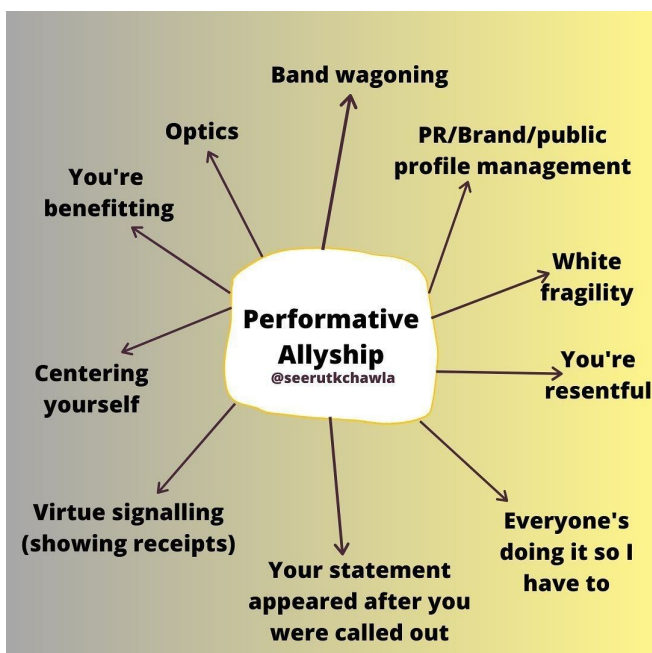 Band wagoning
Optics
PR/Brand/public
profile management
You're
benefitting
White
fragility
Performative
Allyship
@seerutkchawla
You're
resentful
Centering
yourself
Virtue signalling
(showing receipts)
Everyone's
doing it so I
have to
Your statement
appeared after you
were called out